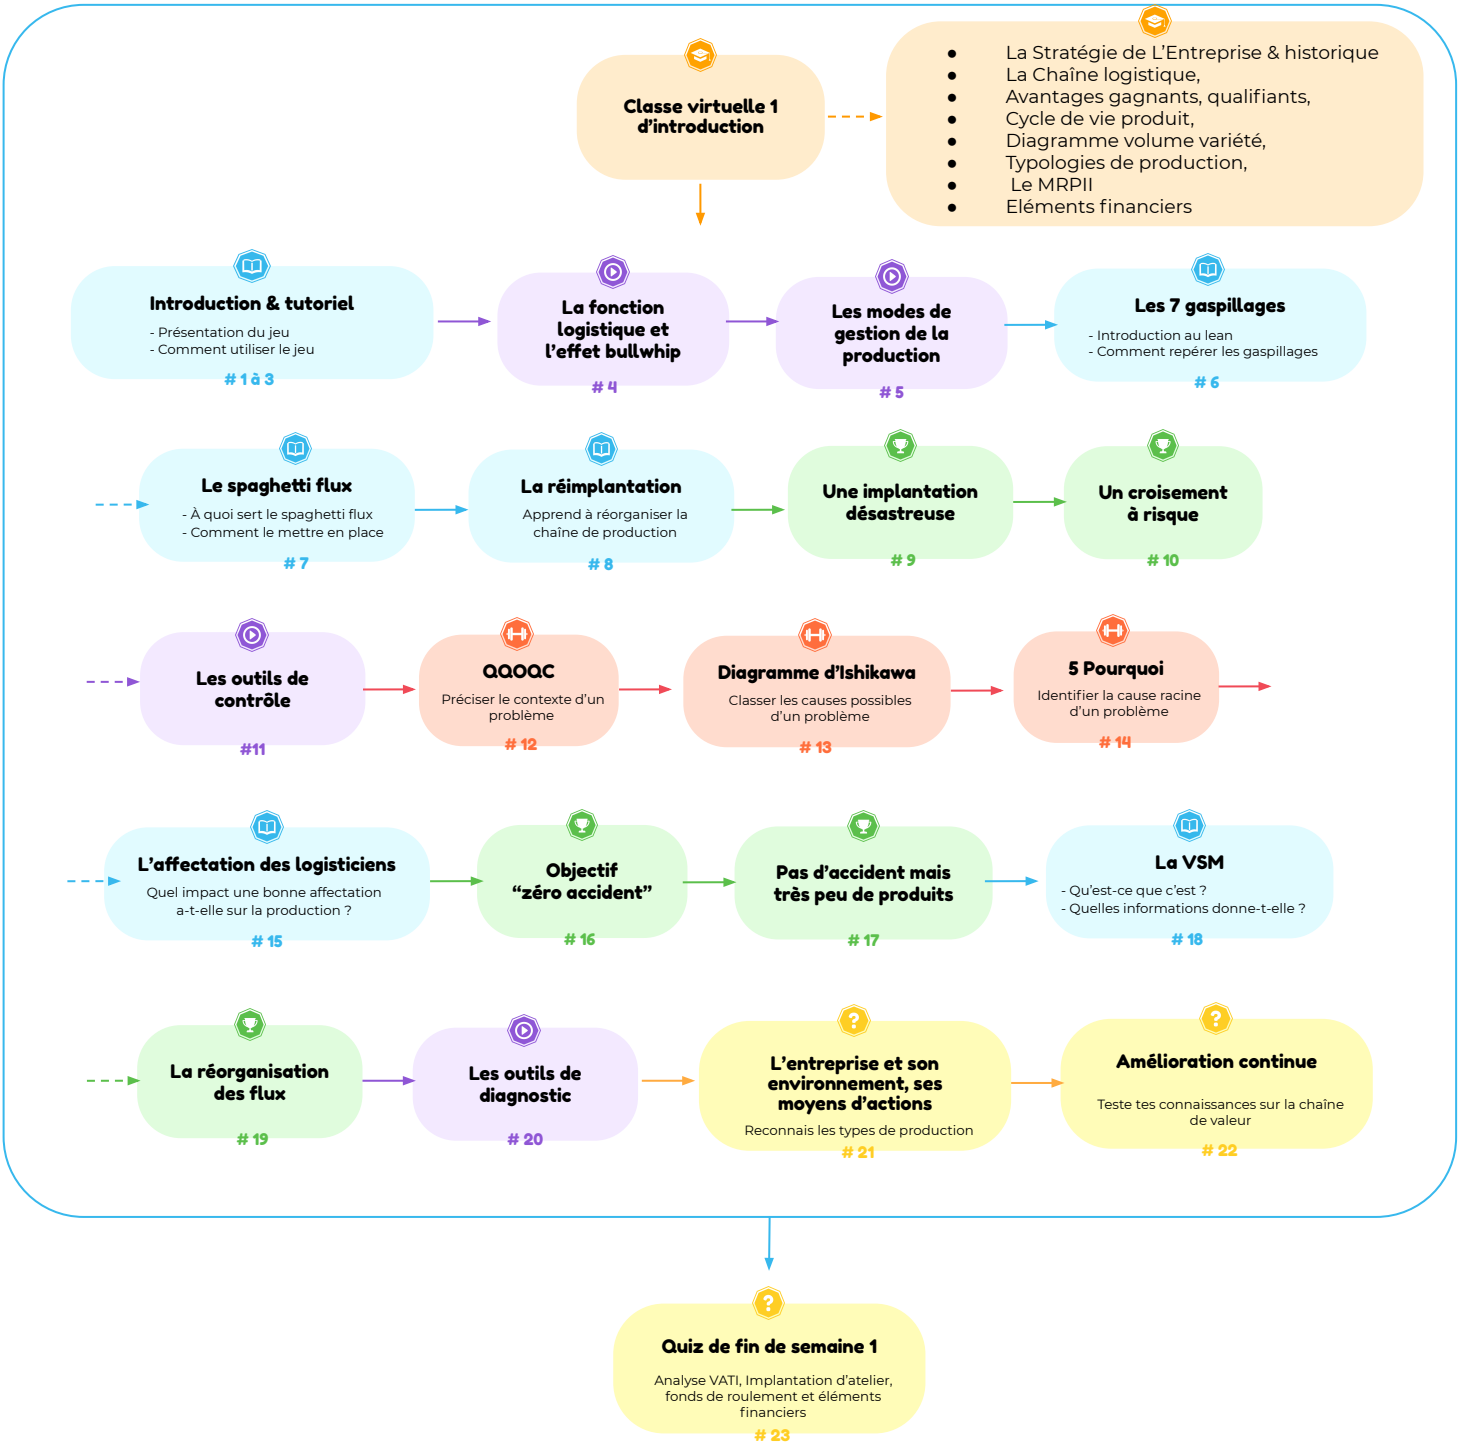 Classe virtuelle 1
d’introduction
● La Stratégie de L’Entreprise & historique
● La Chaîne logistique,
● Avantages gagnants, qualifiants,
● Cycle de vie produit,
● Diagramme volume variété,
● Typologies de production,
● Le MRPII
● Eléments financiers
Introduction & tutoriel
- Présentation du jeu
- Comment utiliser le jeu
# 1 à 3
La fonction
logistique et
l’effet bullwhip
# 4
Les modes de
gestion de la
production
# 5
Les 7 gaspillages
- Introduction au lean
- Comment repérer les gaspillages
# 6
Le spaghetti flux
- À quoi sert le spaghetti flux
- Comment le mettre en place
# 7
La réimplantation
Apprend à réorganiser la
chaîne de production
# 8
Une implantation
désastreuse
# 9
Un croisement
à risque
# 10
Les outils de
contrôle
#11
QQOQC
Préciser le contexte d’un
problème
# 12
Diagramme d’Ishikawa
Classer les causes possibles
d’un problème
# 13
5 Pourquoi
Identifier la cause racine
d’un problème
# 14
L’affectation des logisticiens
Quel impact une bonne affectation
a-t-elle sur la production ?
# 15
Objectif
“zéro accident”
# 16
Pas d’accident mais
très peu de produits
# 17
La VSM
- Qu’est-ce que c’est ?
- Quelles informations donne-t-elle ?
# 18
La réorganisation
des flux
# 19
Les outils de
diagnostic
# 20
L’entreprise et son
environnement, ses
moyens d’actions
Reconnais les types de production
# 21
Amélioration continue
Teste tes connaissances sur la chaîne
de valeur
# 22
Quiz de fin de semaine 1
Analyse VATI, Implantation d’atelier,
fonds de roulement et éléments
financiers
# 23